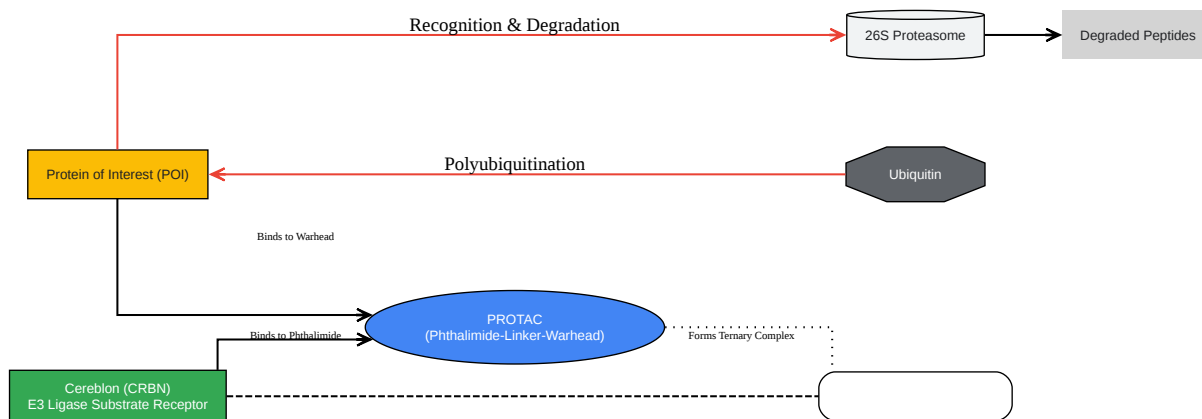 Recognition & Degradation
26S Proteasome
Degraded Peptides
Polyubiquitination
Protein of Interest (POI)
Ubiquitin
Binds to Warhead
PROTAC
(Phthalimide-Linker-Warhead)
Binds to Phthalimide
Forms Ternary Complex
Cereblon (CRBN)
E3 Ligase Substrate Receptor